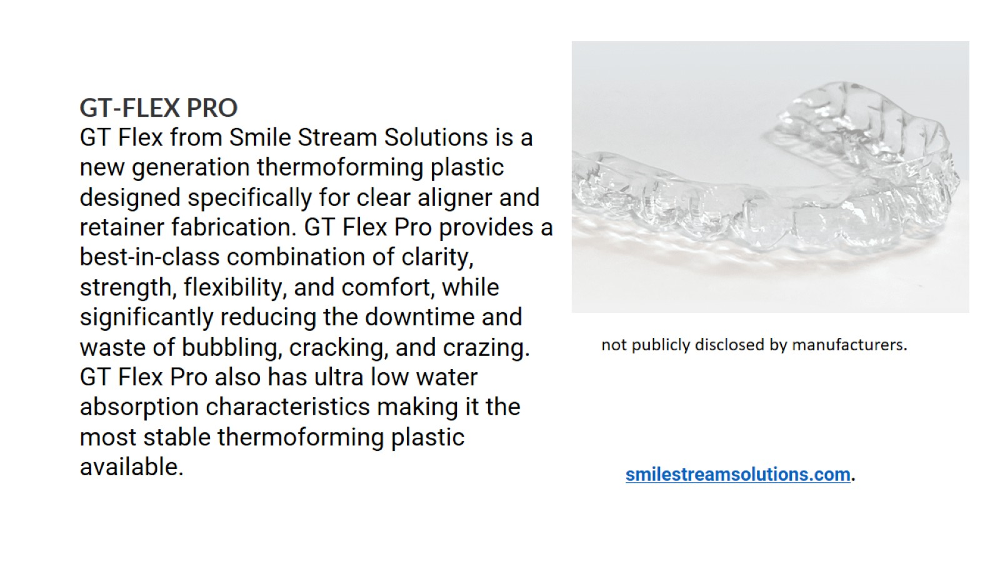 GT-FLEX PRO
GT Flex from Smile Stream Solutions is a
new generation thermoforming plastic
designed specifically for clear aligner and
retainer fabrication. GT Flex Pro provides a
best-in-class combination of clarity,
strength, flexibility, and comfort, while
significantly reducing the downtime and
waste of bubbling, cracking, and crazing.
GT Flex Pro also has ultra low water
absorption characteristics making it the
most stable thermoforming plastic
available.
not publicly disclosed by manufacturers.
smilestreamsolutions.com.